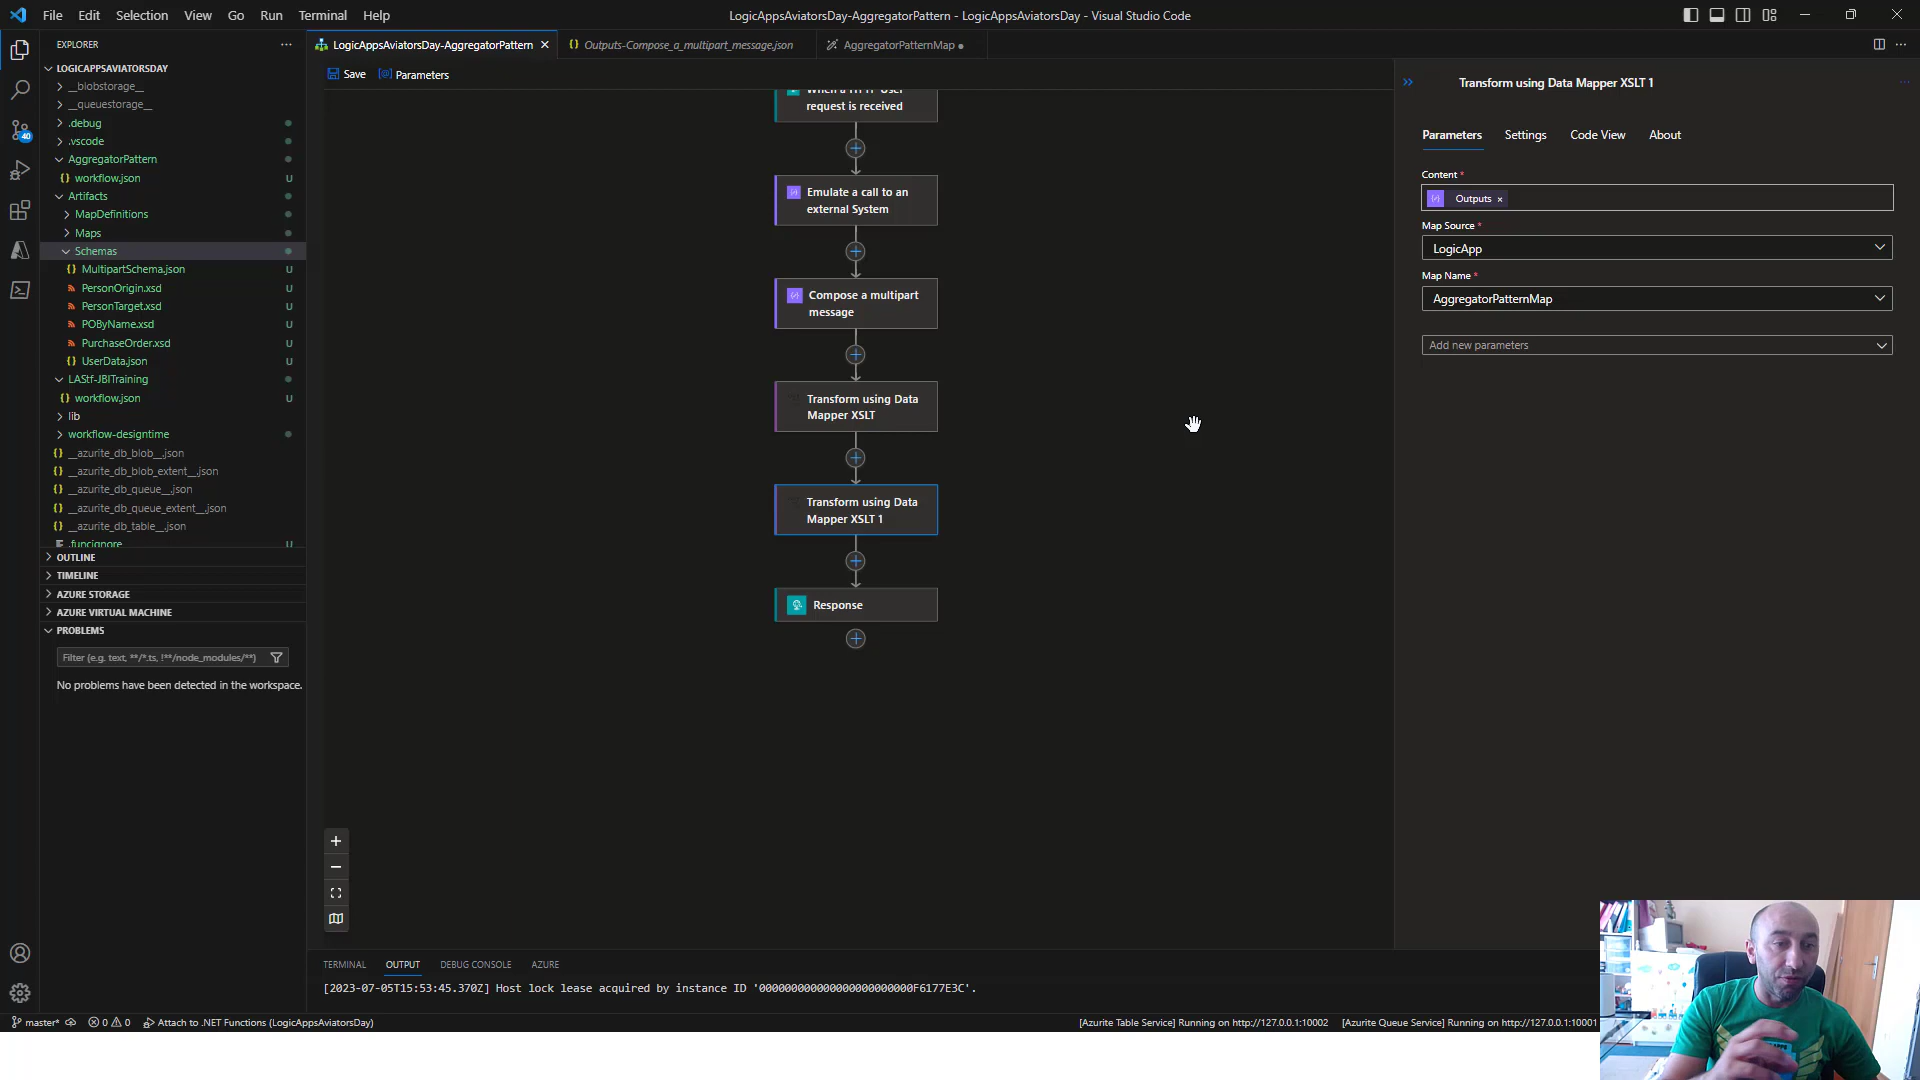 File Edit Selection View Go Run Terminal Help
LogicAppsAviatorsDay-AggregatorPattern - LogicAppsAviatorsDay - Visual Studio Code
EXPLORER
LOGICAPPSAVIATORSDAY
__blobstorage__
__queuestorage__
.debug
.vscode
AggregatorPattern
workflow.json U
Artifacts
MapDefinitions
Maps
Schemas
MultipartSchema.json U
PersonOrigin.xsd U
PersonTarget.xsd U
POByName.xsd U
PurchaseOrder.xsd U
UserData.json U
LAStf-JBITraining
workflow.json U
lib
workflow-designtime
__azurite_db_blob__.json
__azurite_db_blob_extent__.json
__azurite_db_queue__.json
__azurite_db_queue_extent__.json
__azurite_db_table__.json
.funcignore U
OUTLINE
TIMELINE
AZURE STORAGE
AZURE VIRTUAL MACHINE
PROBLEMS
Filter (e.g. text, **/*.ts, !**/node_modules/**)
No problems have been detected in the workspace.
40
LogicAppsAviatorsDay-AggregatorPattern
Outputs-Compose_a_multipart_message.json
AggregatorPatternMap
Save Parameters
request is received
Emulate a call to an
external System
Compose a multipart
message
Transform using Data
Mapper XSLT
Transform using Data
Mapper XSLT 1
Response
Transform using Data Mapper XSLT 1
Parameters Settings Code View About
Content *
Outputs ×
Map Source *
LogicApp
Map Name *
AggregatorPatternMap
Add new parameters
TERMINAL OUTPUT DEBUG CONSOLE AZURE
[2023-07-05T15:53:45.370Z] Host lock lease acquired by instance ID '000000000000000000000000F6177E3C'.
master* 0 0 Attach to .NET Functions (LogicAppsAviatorsDay)
[Azurite Table Service] Running on http://127.0.0.1:10002 [Azurite Queue Service] Running on http://127.0.0.1:10001